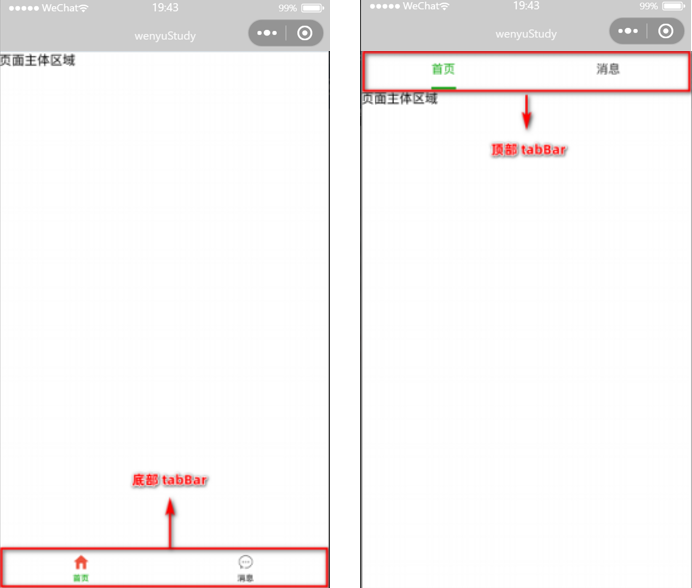 WeChat 19:43 99%
wenyuStudy
页面主体区域
底部 tabBar
首页 消息
WeChat 19:43 99%
wenyuStudy
首页 消息
页面主体区域
顶部 tabBar